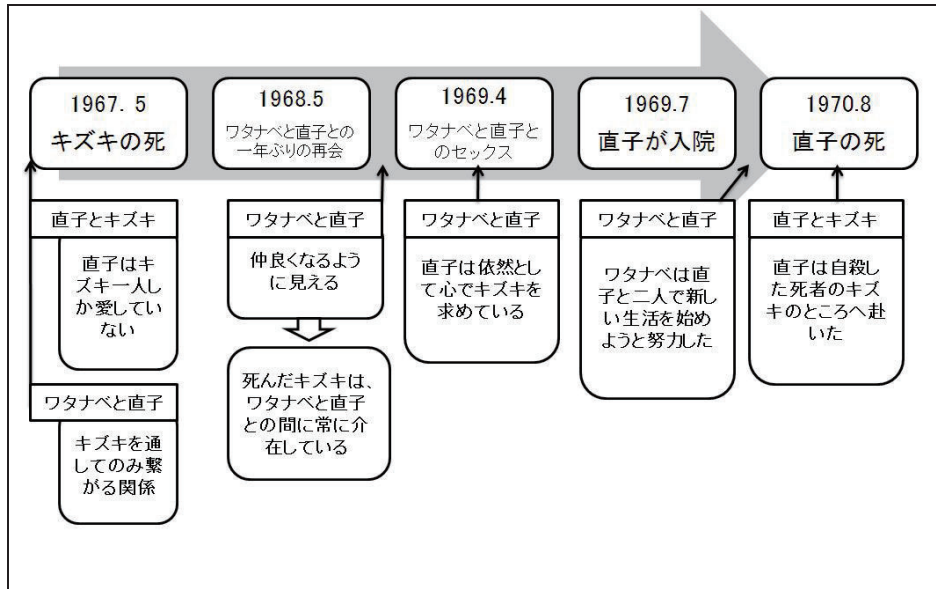 1967. 5
キズキの死
1968.5
ワタナベと直子との
一年ぶりの再会
1969.4
ワタナベと直子と
のセックス
1969.7
直子が入院
1970.8
直子の死
直子とキズキ
直子はキ
ズキ一人し
か愛してい
ない
ワタナベと直子
キズキを通
してのみ繋
がる関係
ワタナベと直子
仲良くなるよう
に見える
死んだキズキは、
ワタナベと直子
との間に常に介
在している
ワタナベと直子
直子は依然とし
て心でキズキを
求めている
ワタナベと直子
ワタナベは直
子と二人で新し
い生活を始め
ようと努力した
直子とキズキ
直子は自殺し
た死者のキズ
キのところへ赴
いた